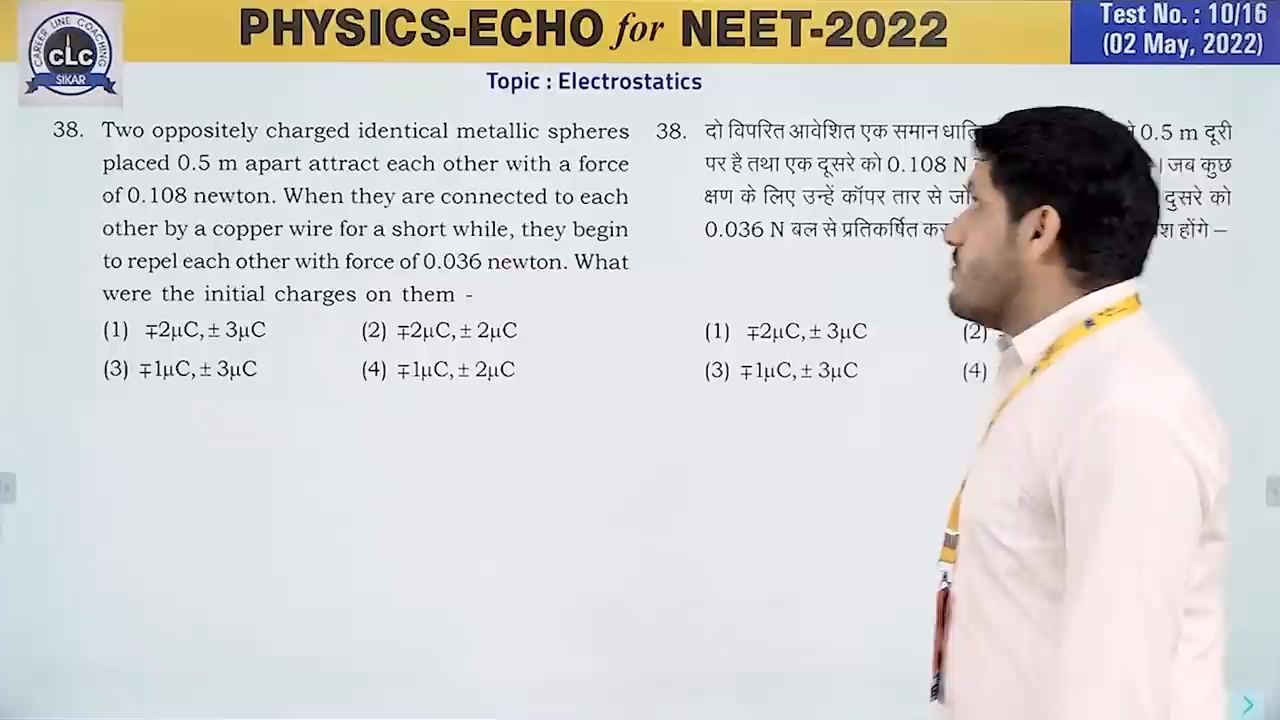 PHYSICS-ECHO for NEET-2022
Test No. : 10/16
(02 May, 2022)
CAREER LINE COACHING
CLC
SIKAR
Topic : Electrostatics
38. Two oppositely charged identical metallic spheres
placed 0.5 m apart attract each other with a force
of 0.108 newton. When they are connected to each
other by a copper wire for a short while, they begin
to repel each other with force of 0.036 newton. What
were the initial charges on them -
(1) ∓2μC, ± 3μC (2) ∓2μC, ± 2μC
(3) ∓1μC, ± 3μC (4) ∓1μC, ± 2μC
38. दो विपरित आवेशित एक समान 0.5 m दूरी
पर है तथा एक दूसरे को 0.108 N । जब कुछ
क्षण के लिए उन्हें कॉपर तार से दुसरे को
0.036 N बल से प्रतिकर्षित होंगे –
(1) ∓2μC, ± 3μC (2)
(3) ∓1μC, ± 3μC (4)